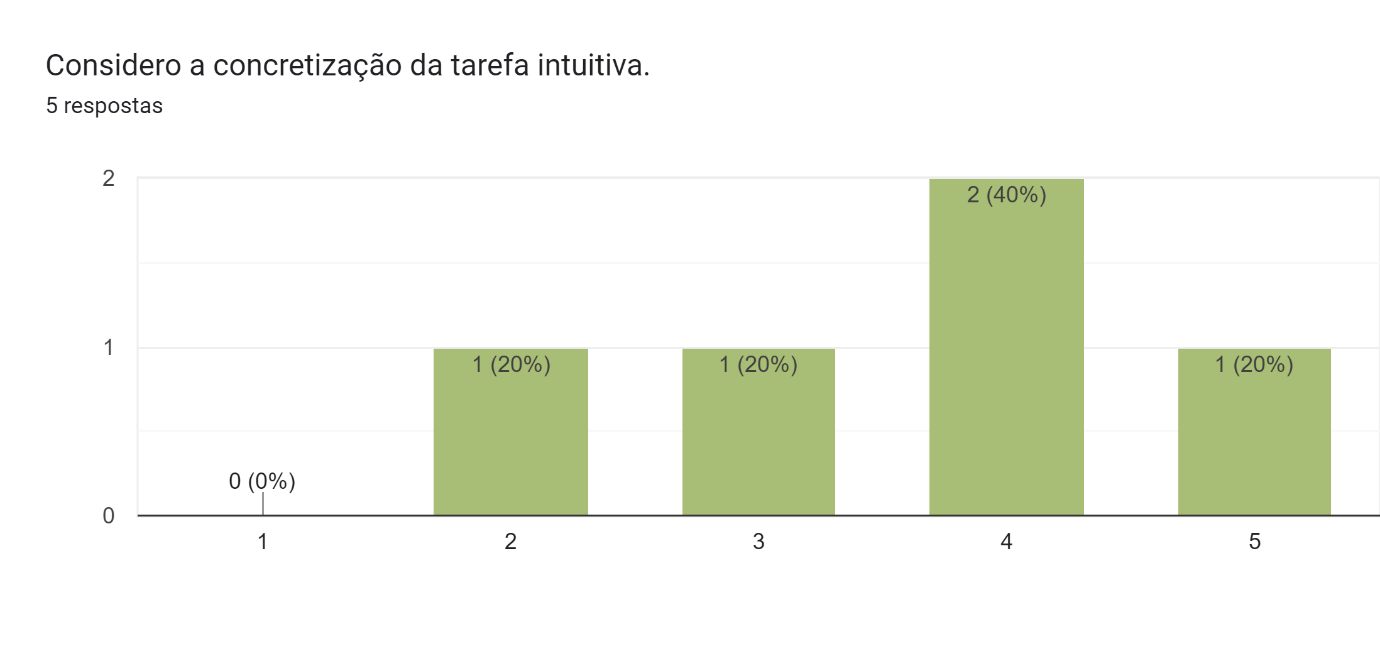 Considero a concretização da tarefa intuitiva.
5 respostas
2
1
0
0 (0%)
1 (20%)
1 (20%)
2 (40%)
1 (20%)
1 2 3 4 5